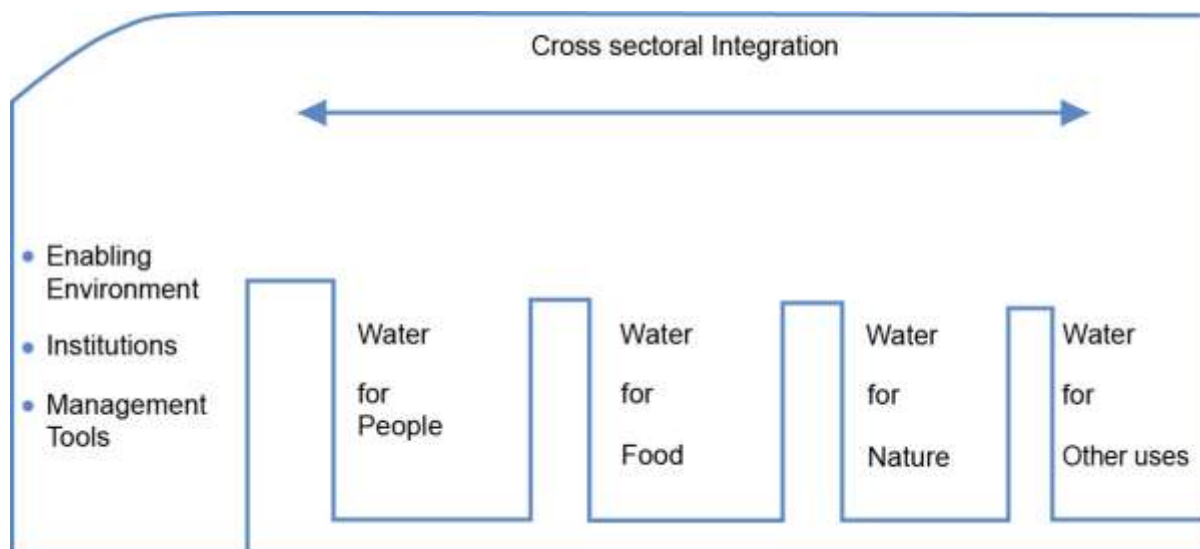 Cross sectoral Integration
• Enabling
Environment
• Institutions
• Management
Tools
Water
for
People
Water
for
Food
Water
for
Nature
Water
for
Other uses